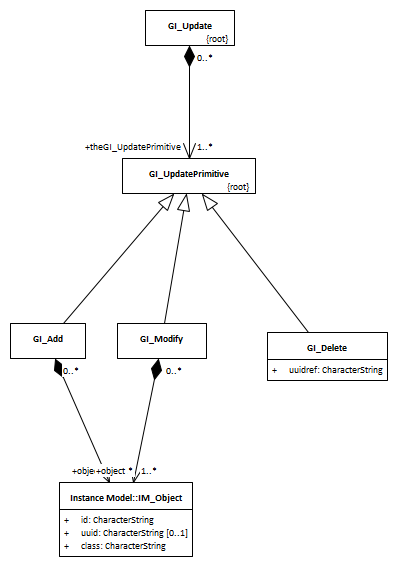 GI_Update
{root}
0..*
+theGI_UpdatePrimitive 1..*
GI_UpdatePrimitive
{root}
GI_Add
GI_Modify
GI_Delete
+ uuidref: CharacterString
0..*
0..*
+obje +object * 1..*
Instance Model::IM_Object
+ id: CharacterString
+ uuid: CharacterString [0..1]
+ class: CharacterString